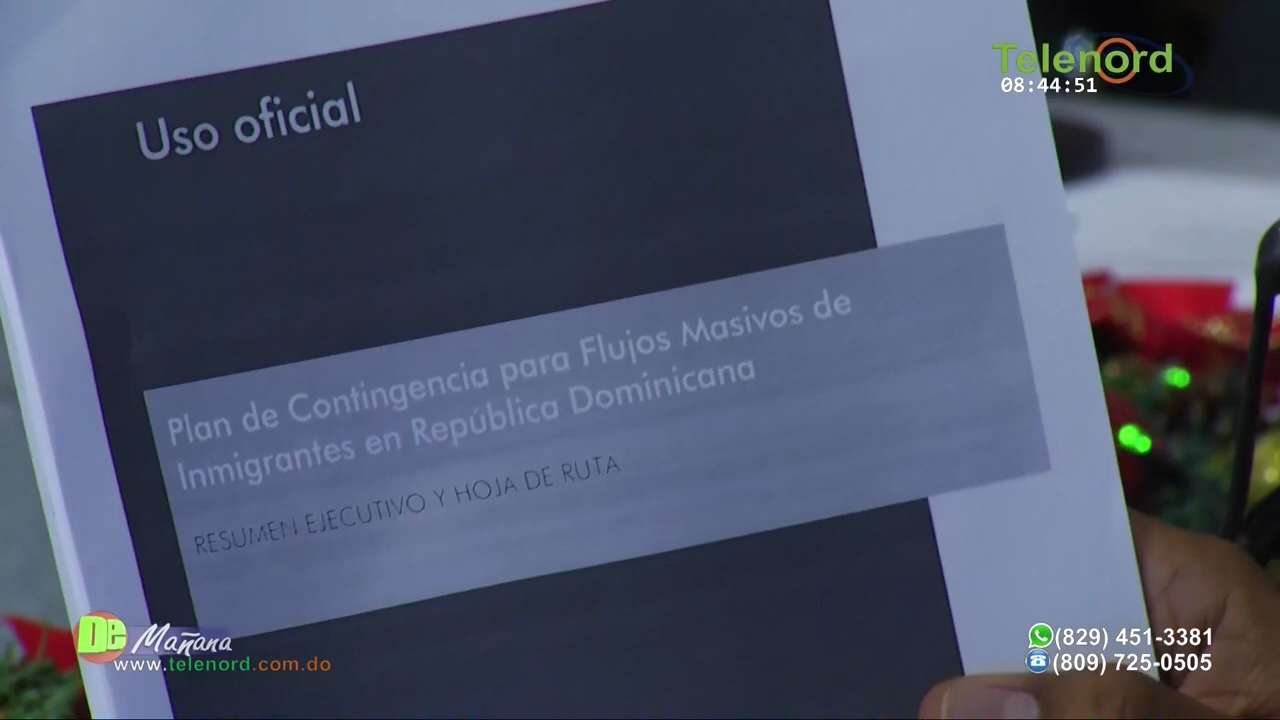 Telenord
08:44:51
Uso oficial
Plan de Contingencia para Flujos Masivos de
Inmigrantes en República Dominicana
RESUMEN EJECUTIVO Y HOJA DE RUTA
De Mañana
www.telenord.com.do
(829) 451-3381
(809) 725-0505